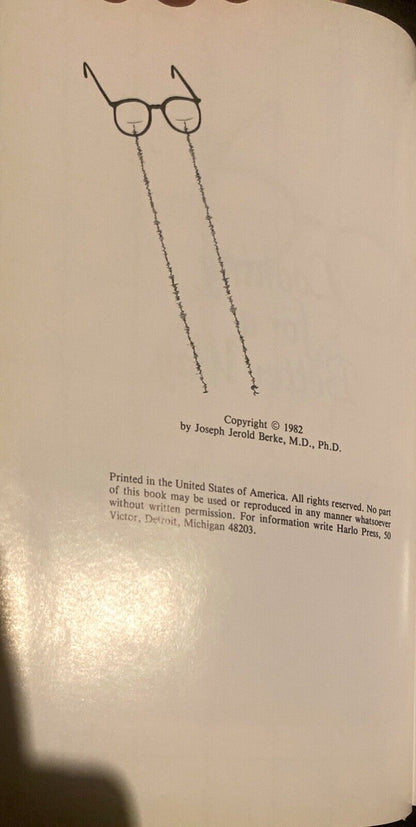 Copyright © 1982
by Joseph Jerold Berke, M.D., Ph.D.
Printed in the United States of America. All rights reserved. No part
of this book may be used or reproduced in any manner whatsoever
without written permission. For information write Harlo Press, 50
Victor, Detroit, Michigan 48203.